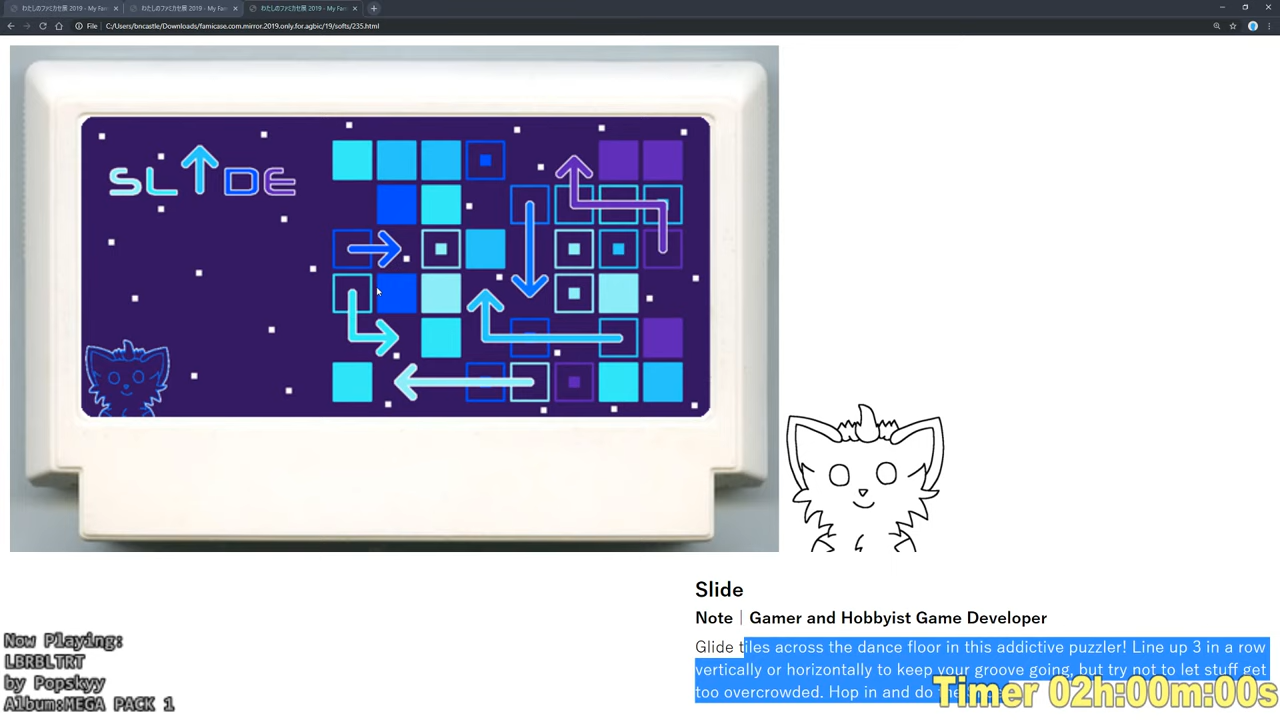 わたしのファミカセ展 2019 - My Fam
わたしのファミカセ展 2019 - My Fam
わたしのファミカセ展 2019 - My Fam
File | C:/Users/bncastle/Downloads/famicase.com.mirror.2019.only.for.agbic/19/softs/235.html
SLIDE
Slide
Note | Gamer and Hobbyist Game Developer
Glide tiles across the dance floor in this addictive puzzler! Line up 3 in a row
vertically or horizontally to keep your groove going, but try not to let stuff get
too overcrowded. Hop in and do the
Timer 02h:00m:00s
Now Playing:
LBRBLTRT
by Popskyy
Album:MEGA PACK 1